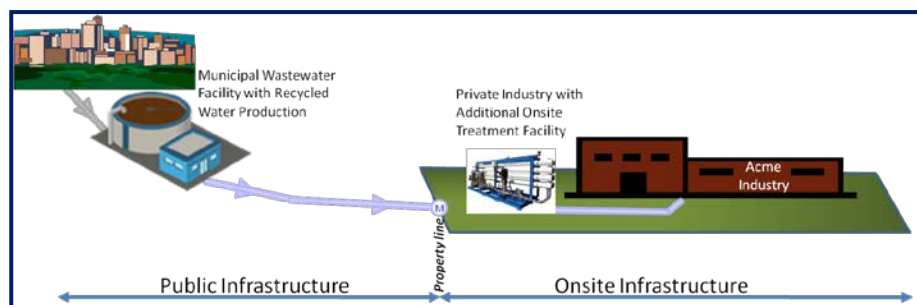 Municipal Wastewater
Facility with Recycled
Water Production
Private Industry with
Additional Onsite
Treatment Facility
Acme
Industry
M
Property line
Public Infrastructure
Onsite Infrastructure